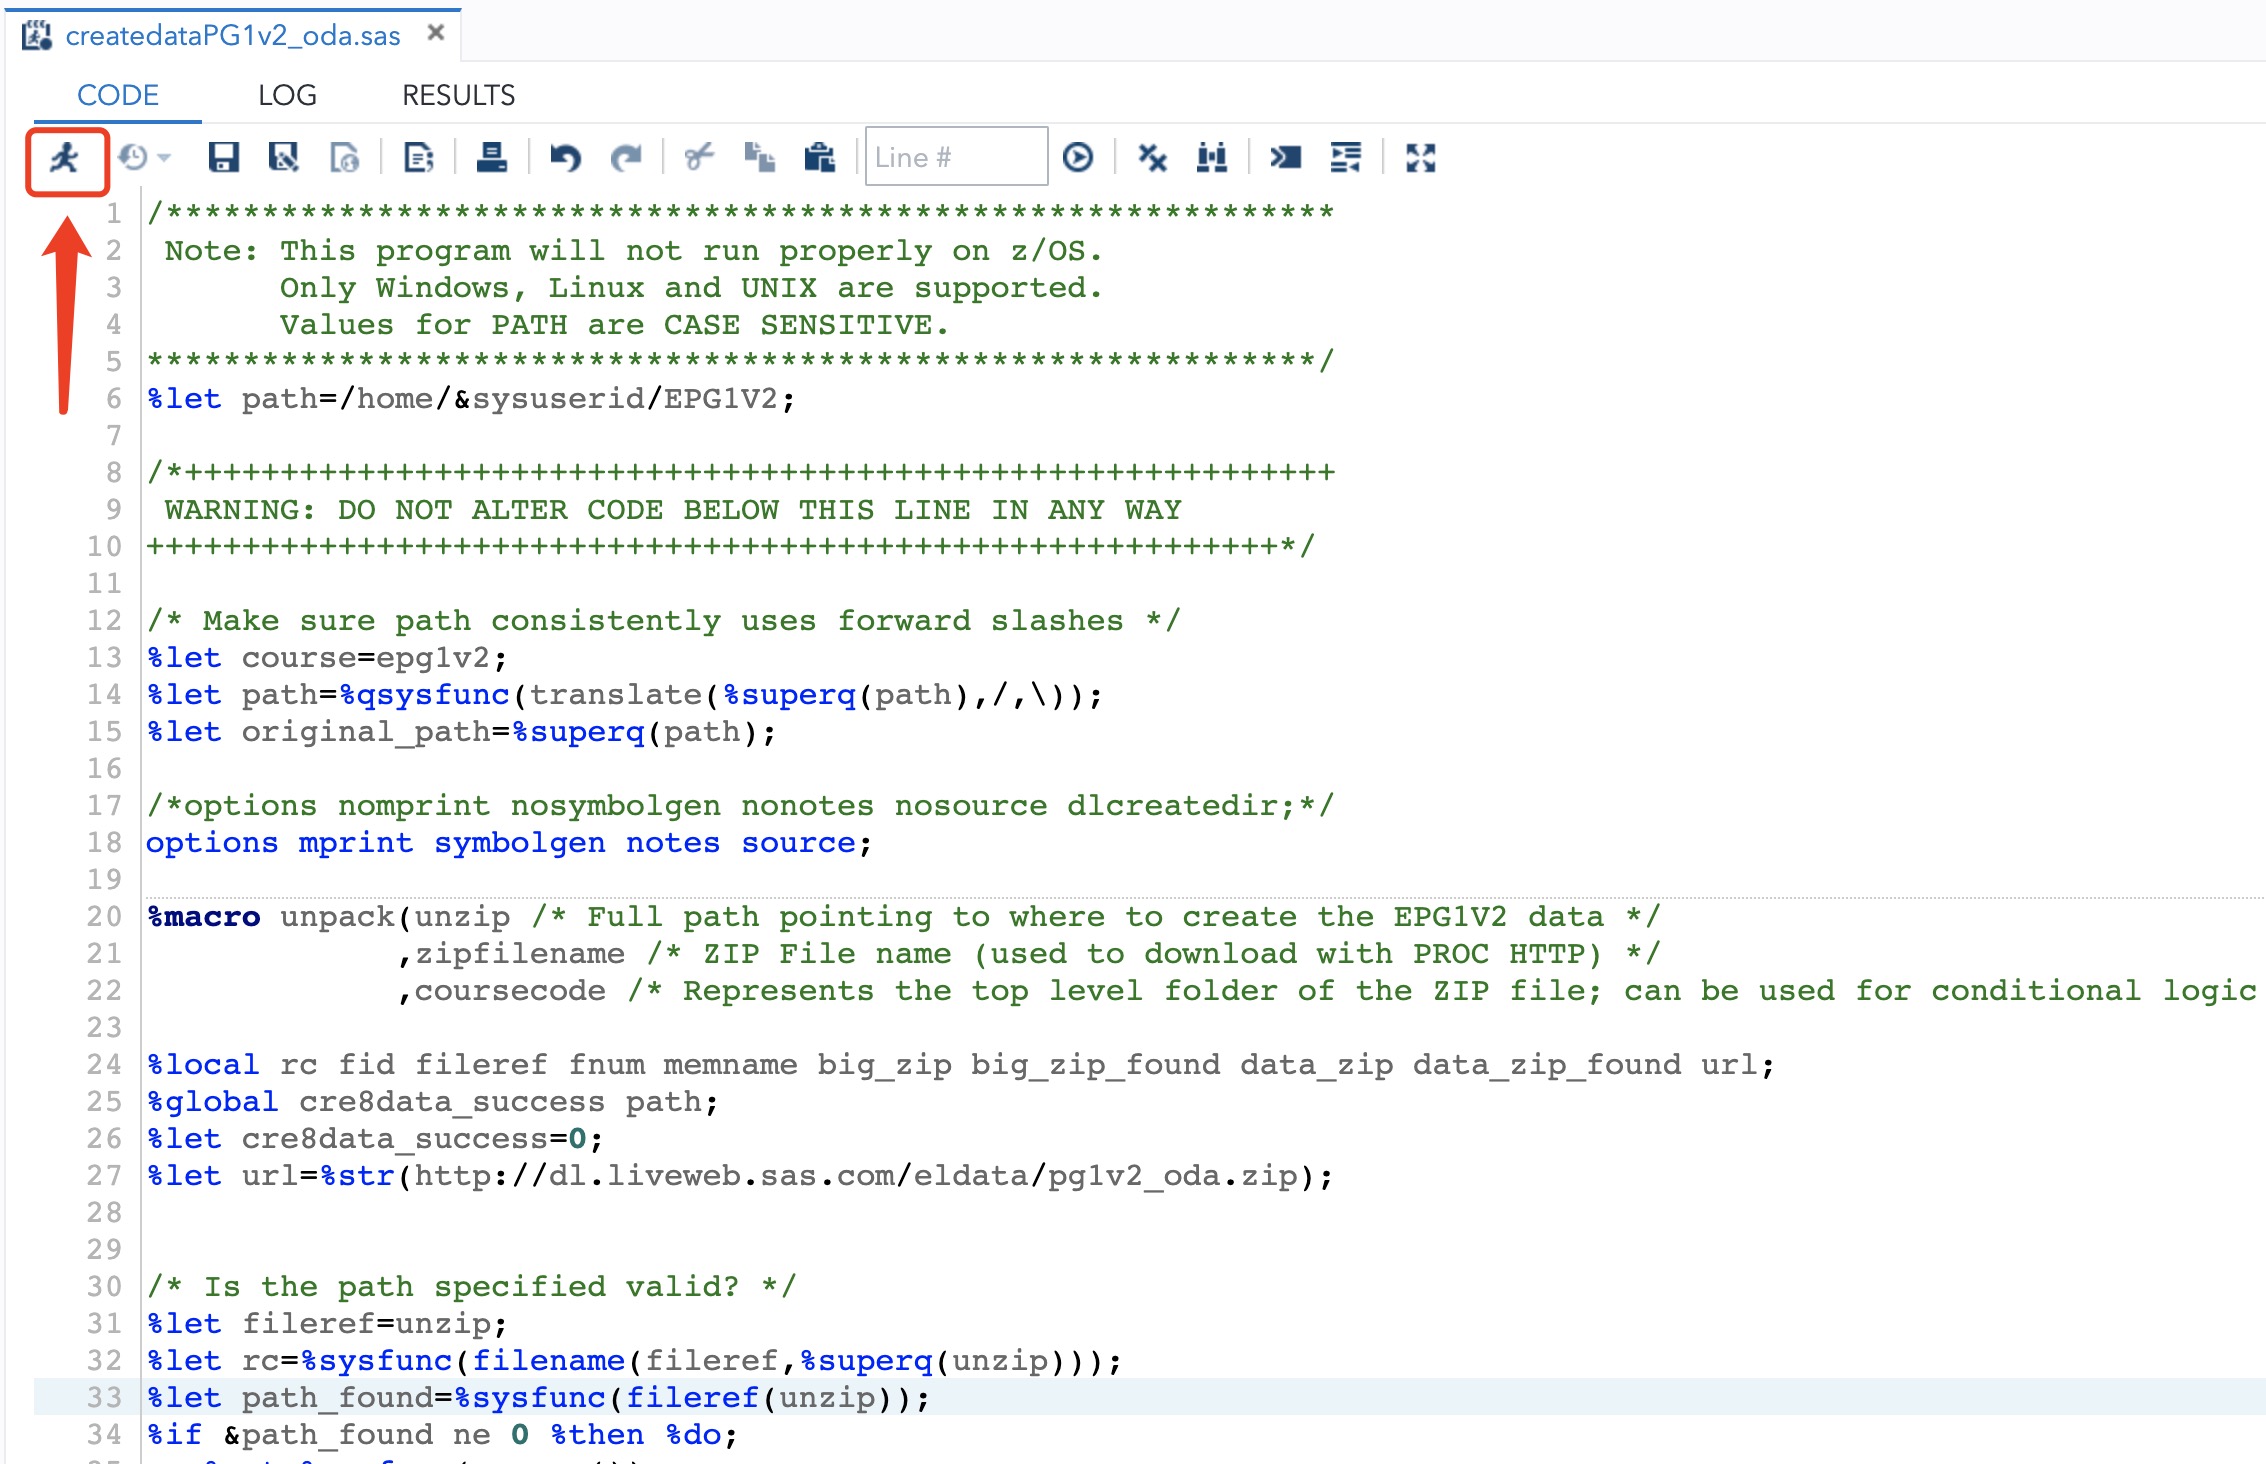 createdataPG1v2_oda.sas
CODE LOG RESULTS
Line #
1 /*************************************************************
2 Note: This program will not run properly on z/OS.
3 Only Windows, Linux and UNIX are supported.
4 Values for PATH are CASE SENSITIVE.
5 *************************************************************/
6 %let path=/home/&sysuserid/EPG1V2;
7
8 /*++++++++++++++++++++++++++++++++++++++++++++++++++++++++++++
9 WARNING: DO NOT ALTER CODE BELOW THIS LINE IN ANY WAY
10 +++++++++++++++++++++++++++++++++++++++++++++++++++++++++++*/
11
12 /* Make sure path consistently uses forward slashes */
13 %let course=epg1v2;
14 %let path=%qsysfunc(translate(%superq(path),/,\));
15 %let original_path=%superq(path);
16
17 /*options nomprint nosymbolgen nonotes nosource dlcreatedir;*/
18 options mprint symbolgen notes source;
19
20 %macro unpack(unzip /* Full path pointing to where to create the EPG1V2 data */
21 ,zipfilename /* ZIP File name (used to download with PROC HTTP) */
22 ,coursecode /* Represents the top level folder of the ZIP file; can be used for conditional logic
23
24 %local rc fid fileref fnum memname big_zip big_zip_found data_zip data_zip_found url;
25 %global cre8data_success path;
26 %let cre8data_success=0;
27 %let url=%str(http://dl.liveweb.sas.com/eldata/pg1v2_oda.zip);
28
29
30 /* Is the path specified valid? */
31 %let fileref=unzip;
32 %let rc=%sysfunc(filename(fileref,%superq(unzip)));
33 %let path_found=%sysfunc(fileref(unzip));
34 %if &path_found ne 0 %then %do;